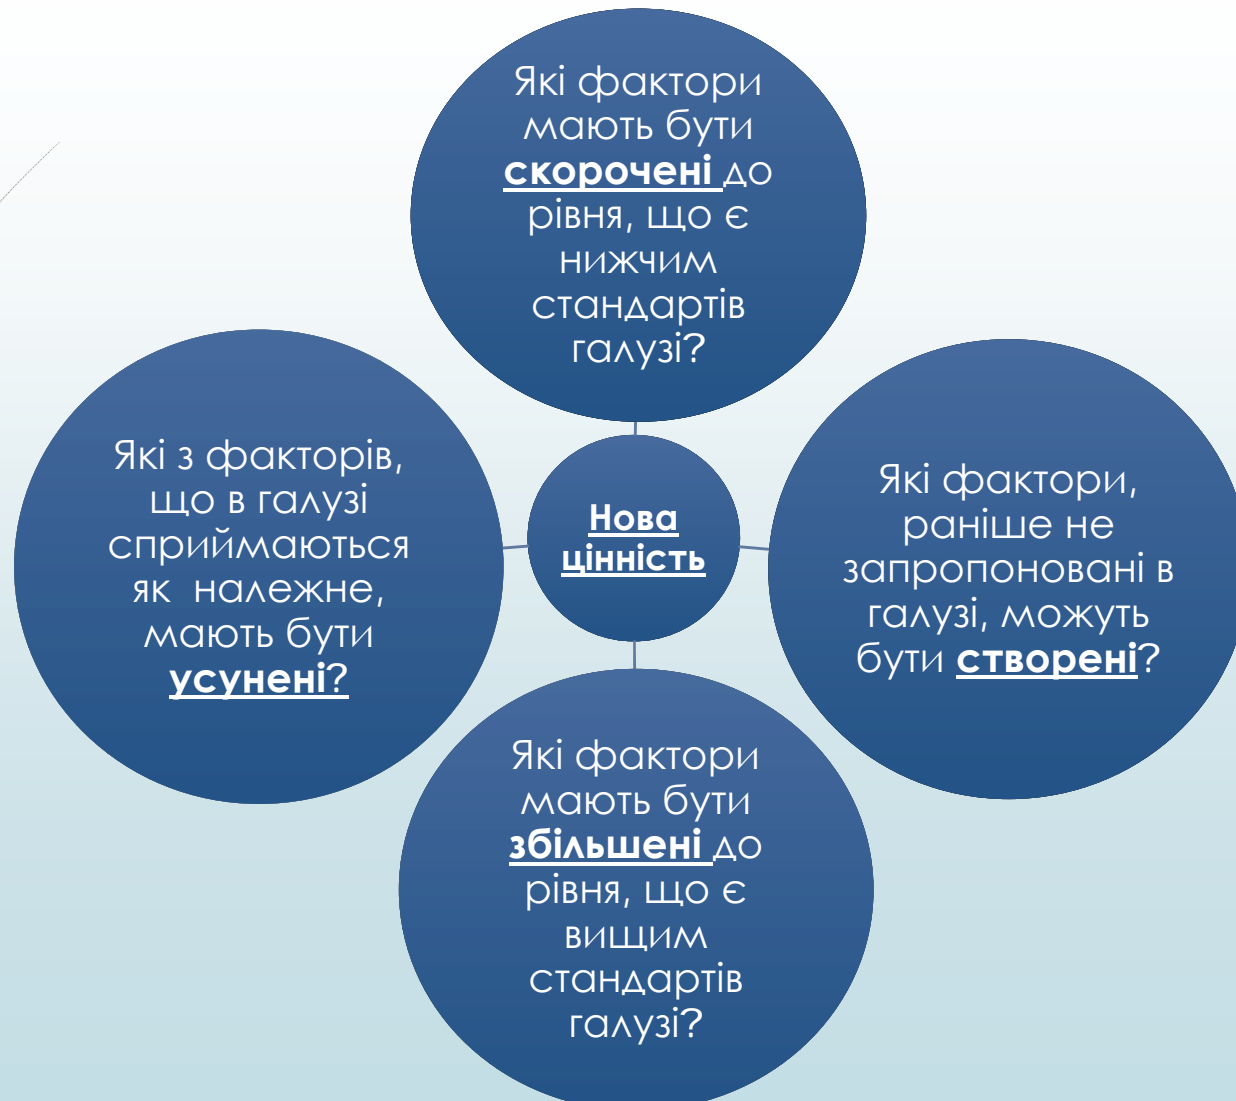 Які фактори
мають бути
скорочені до
рівня, що є
нижчим
стандартів
галузі?
Які з факторів,
що в галузі
сприймаються
як належне,
мають бути
усунені?
Нова
цінність
Які фактори,
раніше не
запропоновані в
галузі, можуть
бути створені?
Які фактори
мають бути
збільшені до
рівня, що є
вищим
стандартів
галузі?